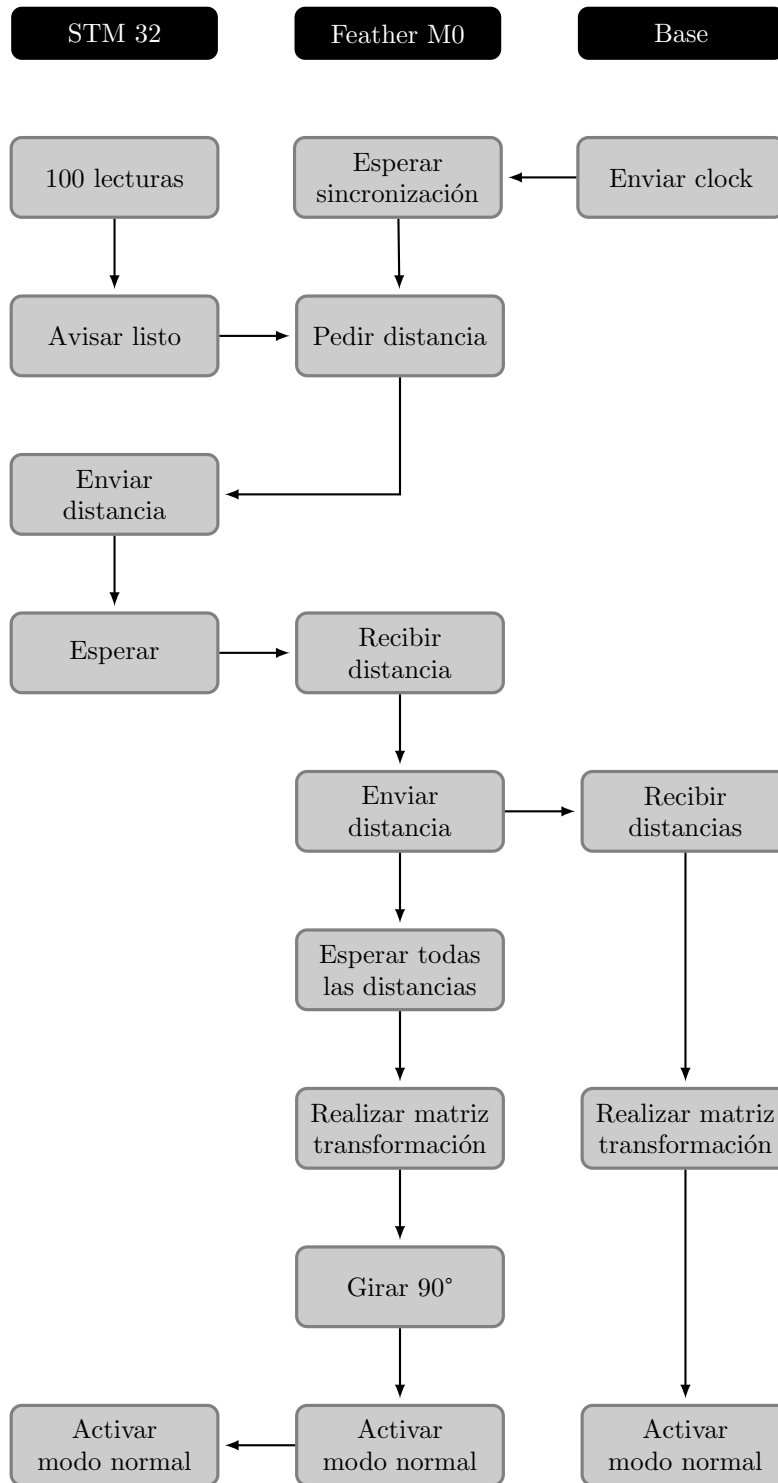 STM 32
Feather M0
Base
100 lecturas
Esperar
sincronización
Enviar clock
Avisar listo
Pedir distancia
Enviar
distancia
Esperar
Recibir
distancia
Enviar
distancia
Recibir
distancias
Esperar todas
las distancias
Realizar matriz
transformación
Realizar matriz
transformación
Girar 90°
Activar
modo normal
Activar
modo normal
Activar
modo normal